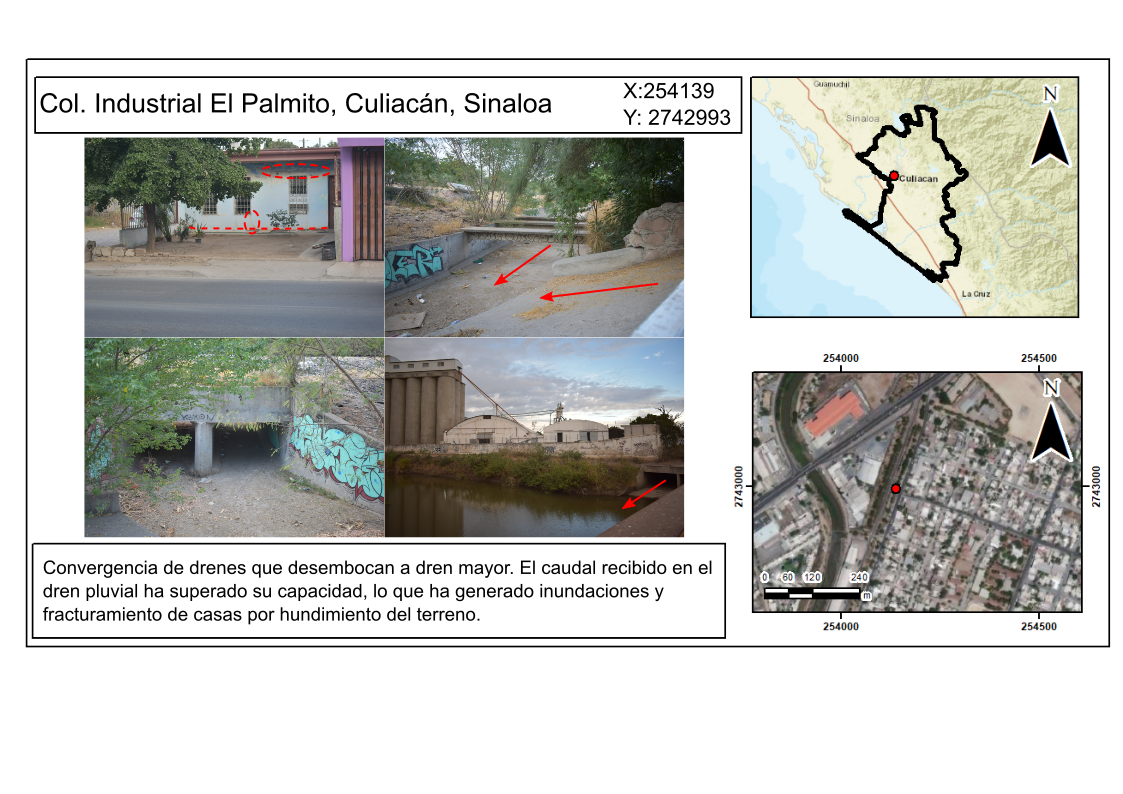 Col. Industrial El Palmito, Culiacán, Sinaloa
X:254139
Y: 2742993
Guamuchil
Sinaloa
N
Culiacan
La Cruz
254000
254500
N
2743000
2743000
0 60 120 240
m
254000
254500
Convergencia de drenes que desembocan a dren mayor. El caudal recibido en el
dren pluvial ha superado su capacidad, lo que ha generado inundaciones y
fracturamiento de casas por hundimiento del terreno.